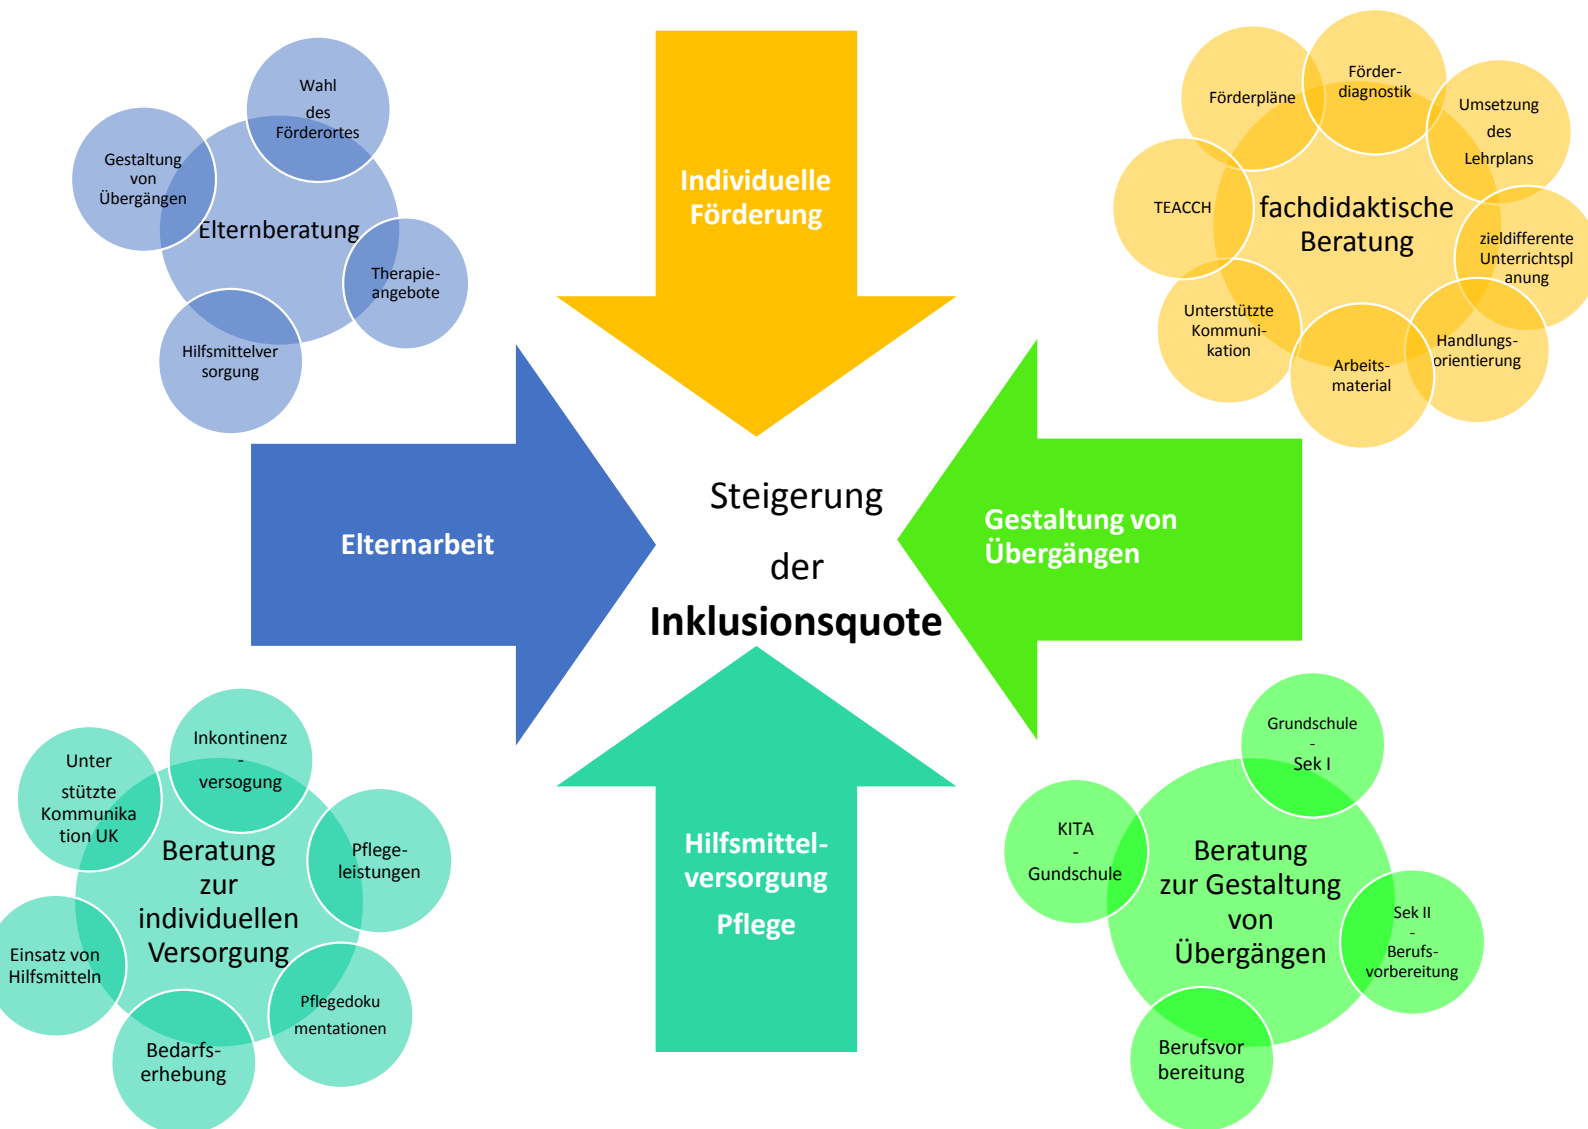 Wahl
des
Förderortes
Gestaltung
von
Übergängen
Elternberatung
Therapie-
angebote
Hilfsmittelver
sorgung
Individuelle
Förderung
Förderpläne
Förder-
diagnostik
Umsetzung
des
Lehrplans
TEACCH
fachdidaktische
Beratung
zieldifferente
Unterrichtspl
anung
Unterstützte
Kommuni-
kation
Arbeits-
material
Handlungs-
orientierung
Elternarbeit
Steigerung
der
Inklusionsquote
Gestaltung von
Übergängen
Hilfsmittel-
versorgung
Pflege
Unter
stützte
Kommunika
tion UK
Inkontinenz
-
versogung
Pflege-
leistungen
Beratung
zur
individuellen
Versorgung
Einsatz von
Hilfsmitteln
Bedarfs-
erhebung
Pflegedoku
mentationen
Grundschule
-
Sek I
KITA
-
Gundschule
Beratung
zur Gestaltung
von
Übergängen
Sek II
-
Berufs-
vorbereitung
Berufsvor
bereitung